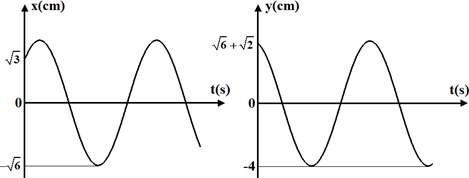 x(cm)
√3
0
t(s)
-√6
y(cm)
√6 + √2
0
t(s)
-4